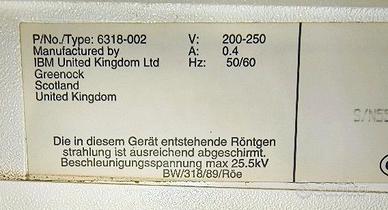 P/No./Type: 6318-002 V: 200-250
Manufactured by A: 0.4
IBM United Kingdom Ltd Hz: 50/60
Greenock
Scotland
United Kingdom
Die in diesem Gerät entstehende Röntgen
strahlung ist ausreichend abgeschirmt.
Beschleunigungsspannung max 25.5kV
BW/318/89/Röe